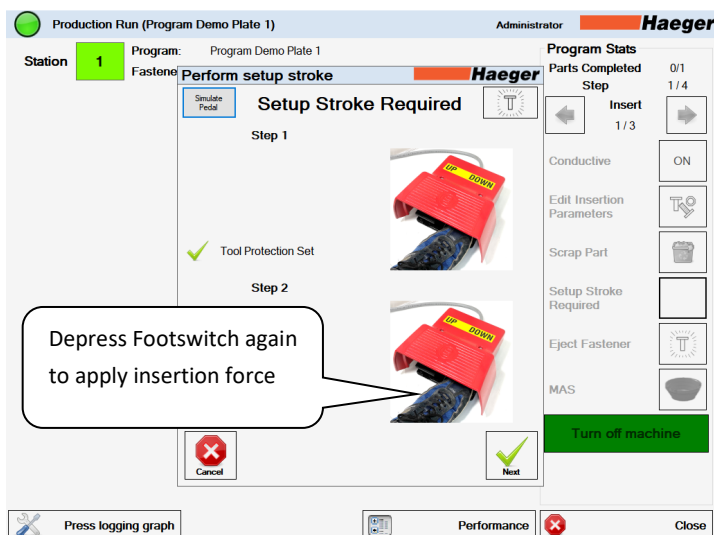 Production Run (Program Demo Plate 1)
Administrator
Haeger
Station
1
Program:
Program Demo Plate 1
Fastene
Perform setup stroke
Haeger
Simulate
Pedal
Setup Stroke Required
Step 1
UP
DOWN
Tool Protection Set
Step 2
UP
DOWN
Depress Footswitch again
to apply insertion force
Cancel
Next
Program Stats
Parts Completed
0/1
Step
1 / 4
Insert
1 / 3
Conductive
ON
Edit Insertion
Parameters
Scrap Part
Setup Stroke
Required
Eject Fastener
MAS
Turn off machine
Press logging graph
Performance
Close